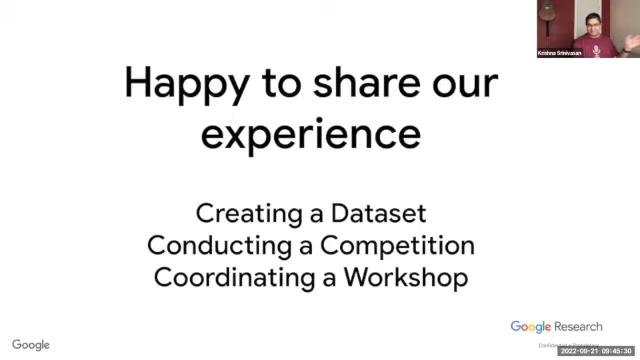 Krishna Srinivasan
Happy to share our
experience
Creating a Dataset
Conducting a Competition
Coordinating a Workshop
Google Research
Google
2022-09-21 09:45:30